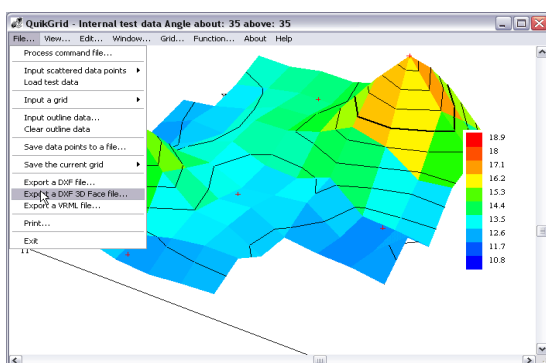 QuikGrid - Internal test data Angle about: 35 above: 35
File... View... Edit... Window... Grid... Function... About Help
Process command file...
Input scattered data points
Load test data
Input a grid
Input outline data...
Clear outline data
Save data points to a file...
Save the current grid
Export a DXF file...
Export a DXF 3D Face file...
Export a VRML file...
Print...
Exit
18.9
18
17.1
16.2
15.3
14.4
13.5
12.6
11.7
10.8
11